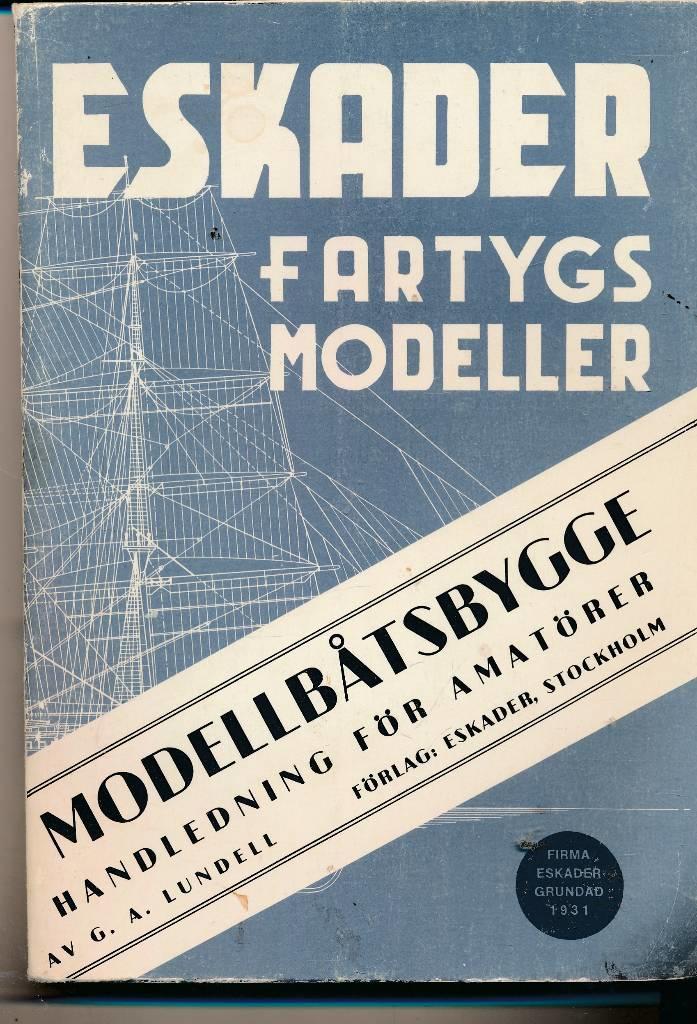 ESKADER
FARTYGS
MODELLER
MODELLBÅTSBYGGE
HANDLEDNING FÖR AMATÖRER
AV G. A. LUNDELL
FÖRLAG: ESKADER, STOCKHOLM
FIRMA
ESKADER
GRUNDAD
1931